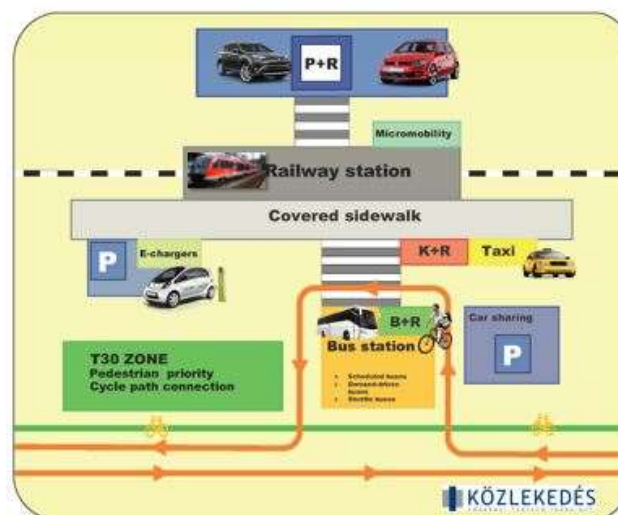 P+R
Micromobility
Railway station
Covered sidewalk
P
E-chargers
K+R
Taxi
B+R
Car sharing
P
Bus station
Scheduled buses
Demand-driven
buses
Shuttle buses
T30 ZONE
Pedestrian priority
Cycle path connection
KÖZLEKEDÉS